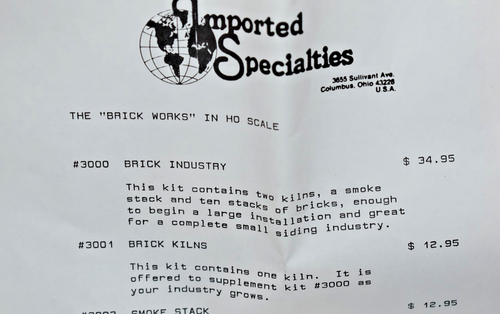 Imported
Specialties
3655 Sullivant Ave.
Columbus, Ohio 43228
U.S.A.
THE "BRICK WORKS" IN HO SCALE
#3000 BRICK INDUSTRY $ 34.95
This kit contains two kilns, a smoke
stack and ten stacks of bricks, enough
to begin a large installation and great
for a complete small siding industry.
#3001 BRICK KILNS $ 12.95
This kit contains one kiln. It is
offered to supplement kit #3000 as
your industry grows.
SMOKE STACK $ 12.95